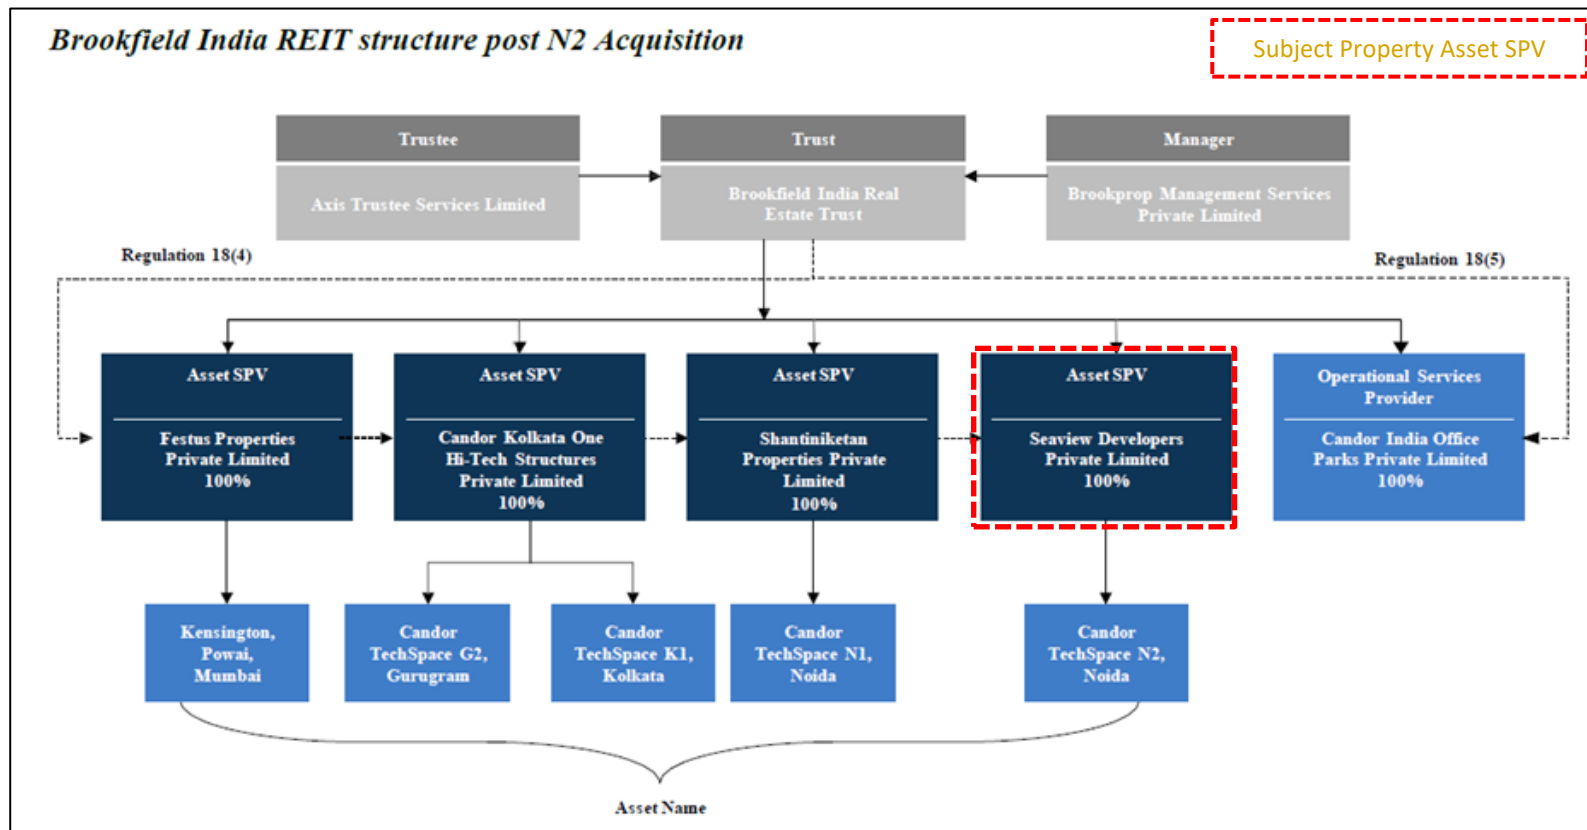 Brookfield India REIT structure post N2 Acquisition
Subject Property Asset SPV
Trustee
Axis Trustee Services Limited
Trust
Brookfield India Real
Estate Trust
Manager
Brookprop Management Services
Private Limited
Regulation 18(4)
Regulation 18(5)
Asset SPV
Festus Properties
Private Limited
100%
Asset SPV
Candor Kolkata One
Hi-Tech Structures
Private Limited
100%
Asset SPV
Shantiniketan
Properties Private
Limited
100%
Asset SPV
Seaview Developers
Private Limited
100%
Operational Services
Provider
Candor India Office
Parks Private Limited
100%
Kensington,
Powai,
Mumbai
Candor
TechSpace G2,
Gurugram
Candor
TechSpace K1,
Kolkata
Candor
TechSpace N1,
Noida
Candor
TechSpace N2,
Noida
Asset Name